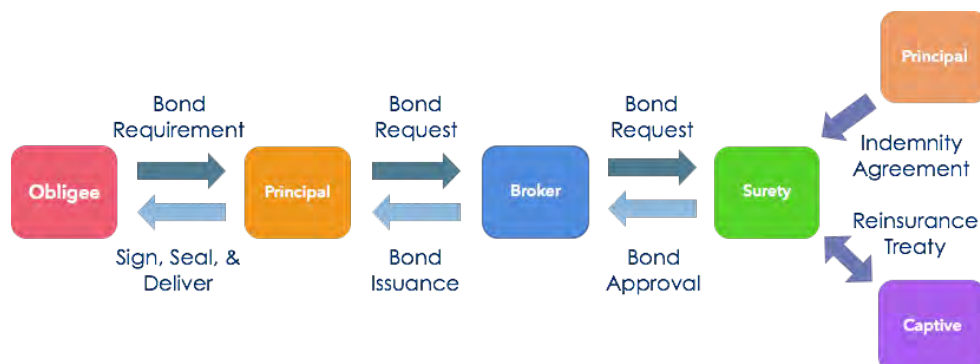 Principal
Bond
Requirement
Bond
Request
Bond
Request
Indemnity
Agreement
Obligee
Principal
Broker
Surety
Sign, Seal, &
Deliver
Bond
Issuance
Bond
Approval
Reinsurance
Treaty
Captive